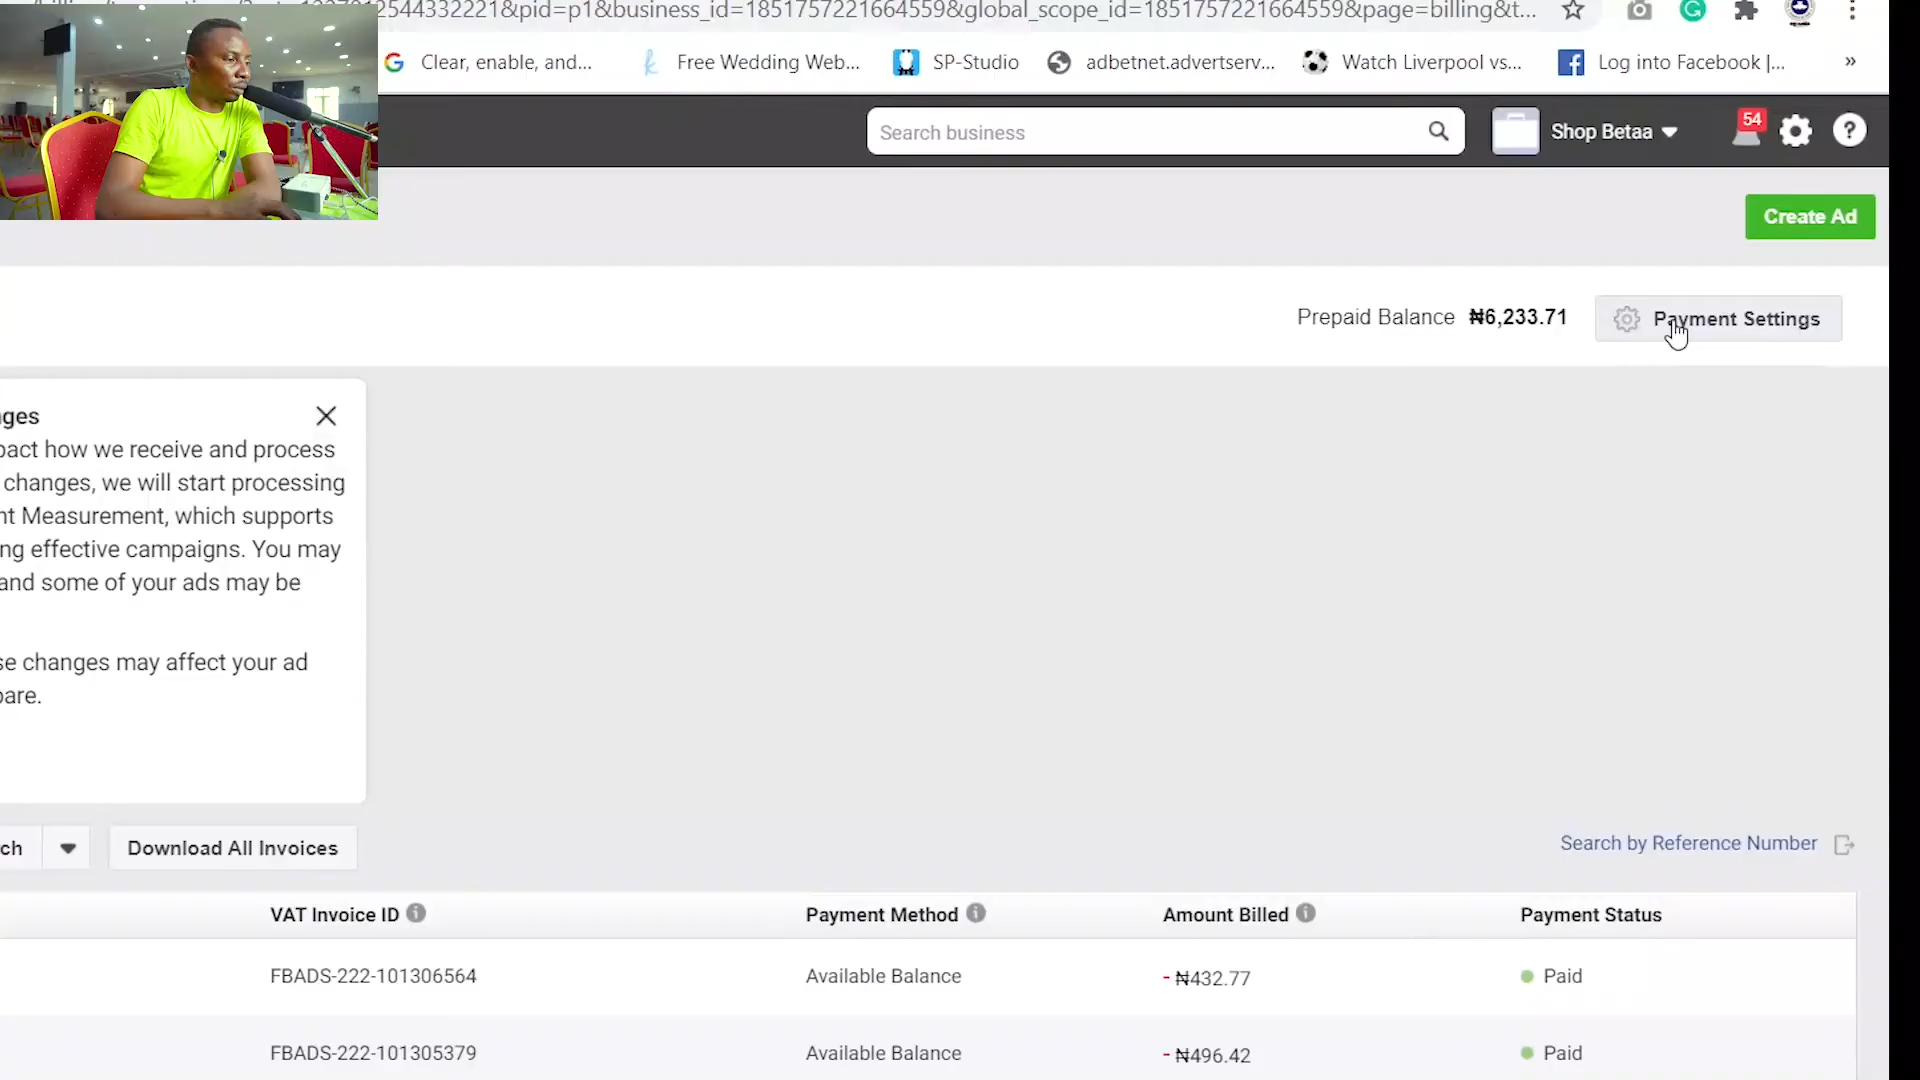 2544332221&pid=p1&business_id=1851757221664559&global_scope_id=1851757221664559&page=billing&t...
Clear, enable, and...
Free Wedding Web...
SP-Studio
adbetnet.advertserv...
Watch Liverpool vs...
Log into Facebook |...
»
Search business
Shop Betaa
54
?
Create Ad
Prepaid Balance ₦6,233.71
Payment Settings
ges
pact how we receive and process
changes, we will start processing
nt Measurement, which supports
ng effective campaigns. You may
and some of your ads may be
se changes may affect your ad
pare.
ch
Download All Invoices
Search by Reference Number
VAT Invoice ID
Payment Method
Amount Billed
Payment Status
FBADS-222-101306564
Available Balance
- ₦432.77
Paid
FBADS-222-101305379
Available Balance
- ₦496.42
Paid